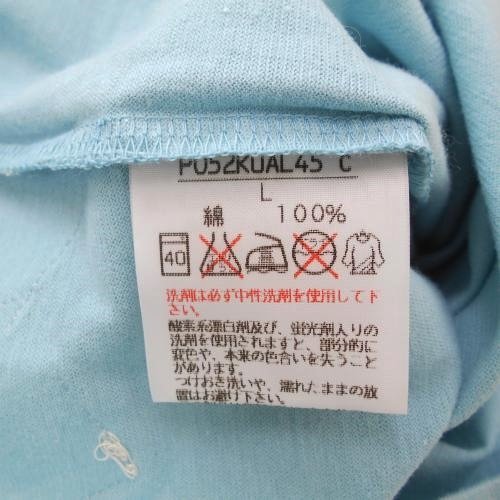 P052KUAL45 C
L
綿 100%
40
洗剤は必ず中性洗剤を使用して下
さい。
酸素系漂白剤及び、蛍光剤入りの
洗剤を使用されますと、部分的に
変色や、本来の色合いを失うこと
があります。
つけおき洗いや、濡れたままの放
置はお避け下さい。